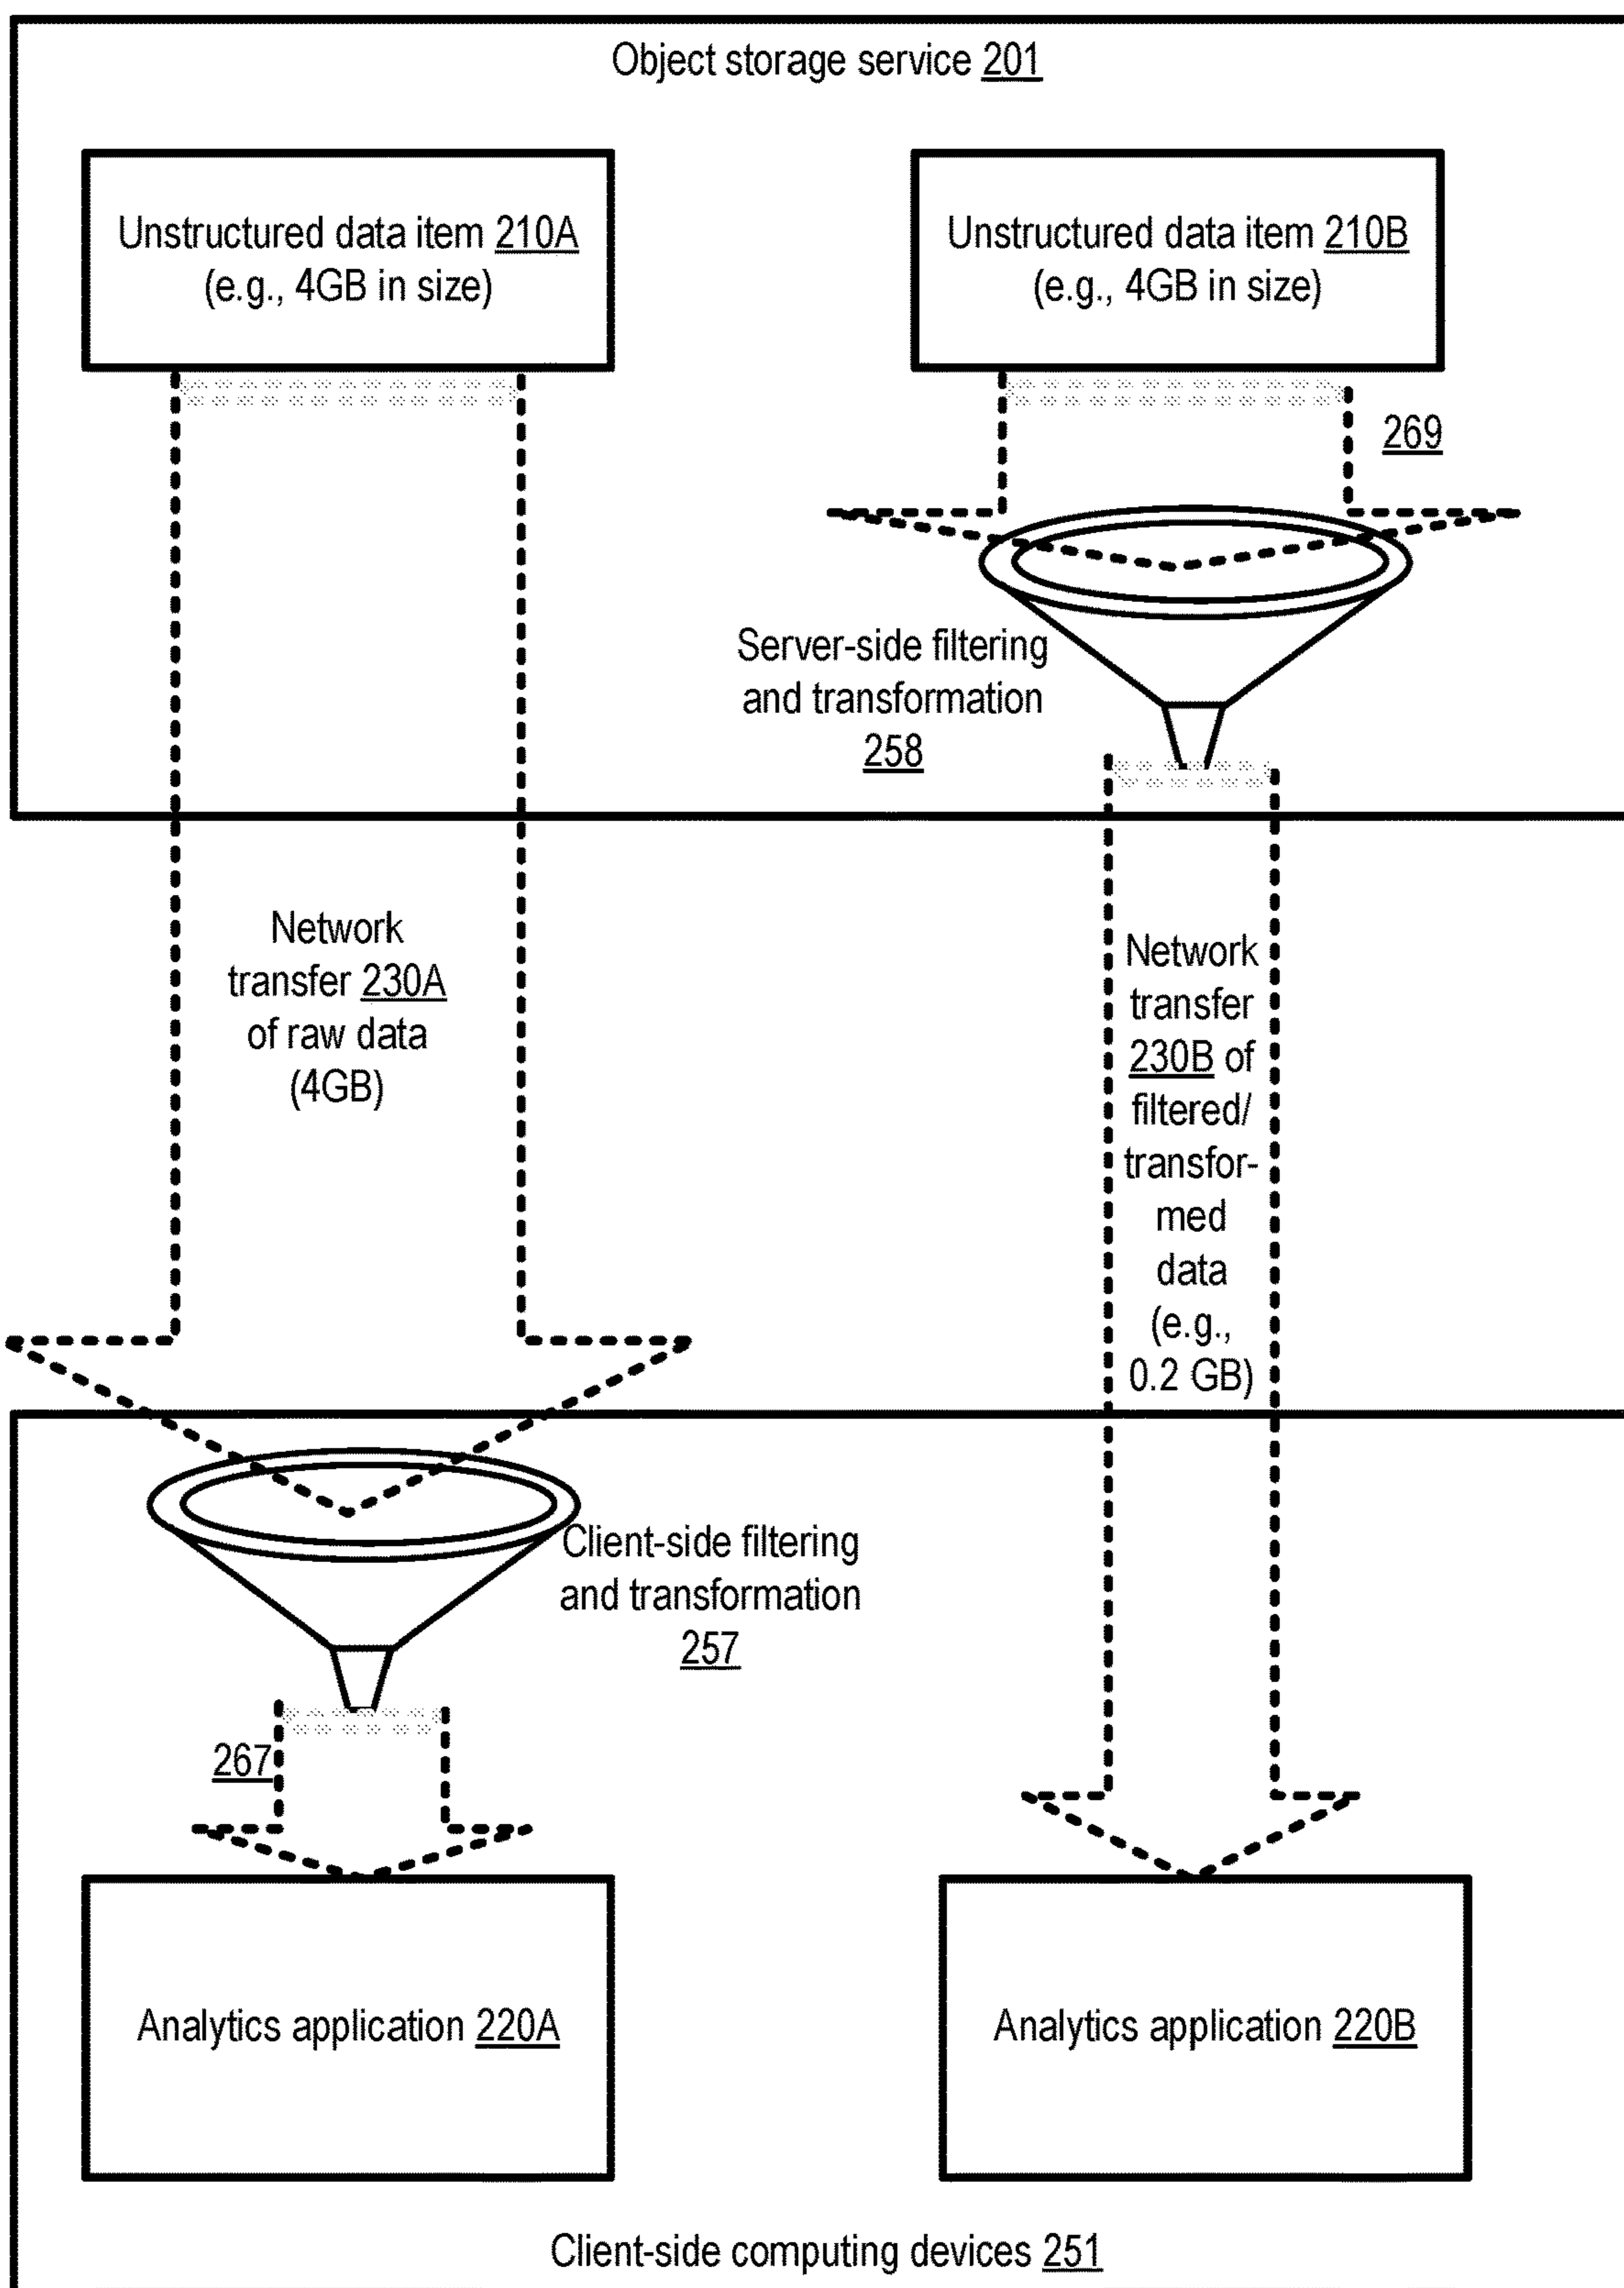 Object storage service 201
Unstructured data item 210A
(e.g., 4GB in size)
Unstructured data item 210B
(e.g., 4GB in size)
269
Server-side filtering
and transformation
258
Network
transfer 230A
of raw data
(4GB)
Network
transfer
230B of
filtered/
transfor-
med
data
(e.g.,
0.2 GB)
Client-side filtering
and transformation
257
267
Analytics application 220A
Analytics application 220B
Client-side computing devices 251